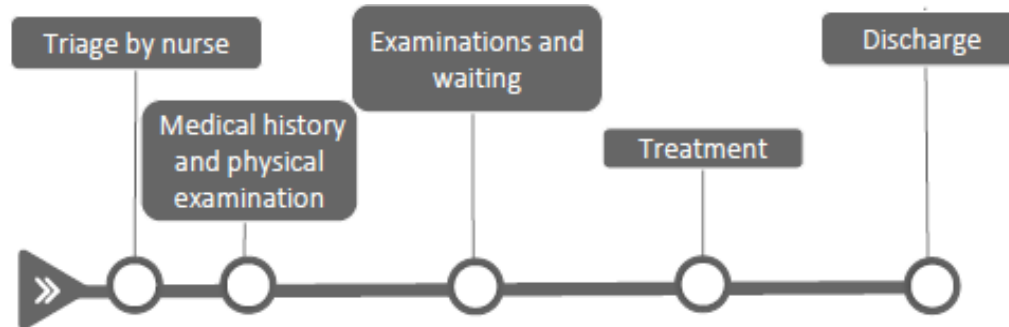 Triage by nurse
Medical history
and physical
examination
Examinations and
waiting
Treatment
Discharge